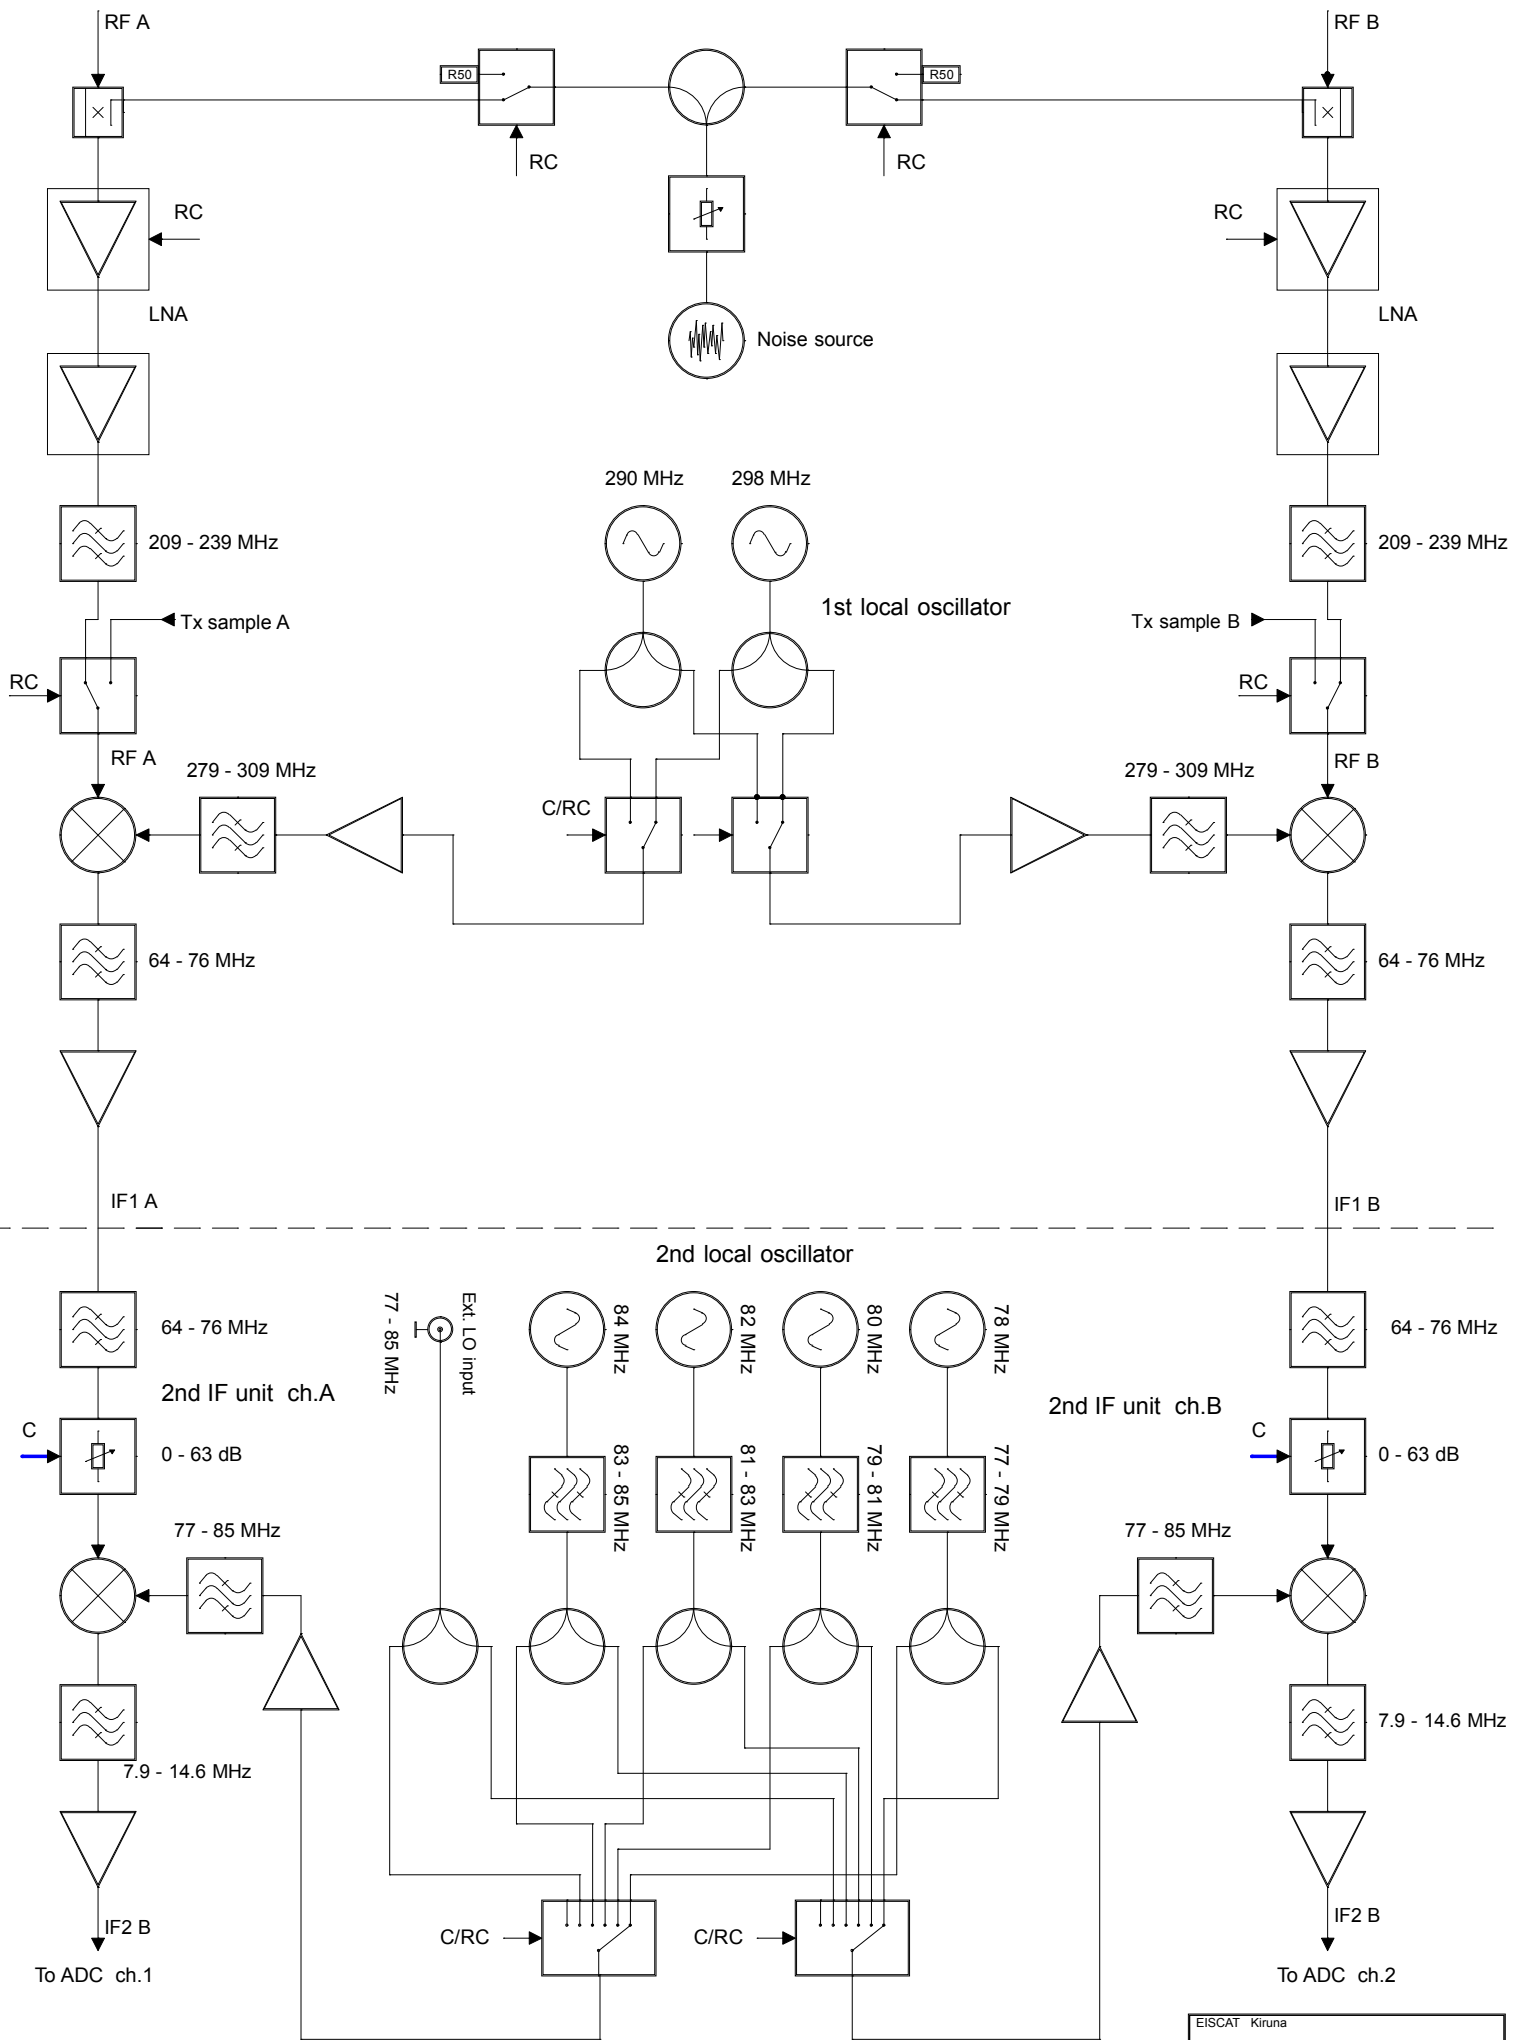 RF A
RF B
R50
R50
RC
RC
RC
RC
LNA
LNA
Noise source
290 MHz
298 MHz
209 - 239 MHz
209 - 239 MHz
1st local oscillator
Tx sample A
Tx sample B
RC
RC
RF A
RF B
279 - 309 MHz
279 - 309 MHz
C/RC
64 - 76 MHz
64 - 76 MHz
IF1 A
IF1 B
2nd local oscillator
77 - 85 MHz
Ext. LO input
84 MHz
82 MHz
80 MHz
78 MHz
64 - 76 MHz
64 - 76 MHz
2nd IF unit ch.A
2nd IF unit ch.B
C
0 - 63 dB
C
0 - 63 dB
83 - 85 MHz
81 - 83 MHz
79 - 81 MHz
77 - 79 MHz
77 - 85 MHz
77 - 85 MHz
7.9 - 14.6 MHz
7.9 - 14.6 MHz
IF2 B
C/RC
C/RC
IF2 B
To ADC ch.1
To ADC ch.2
EISCAT Kiruna